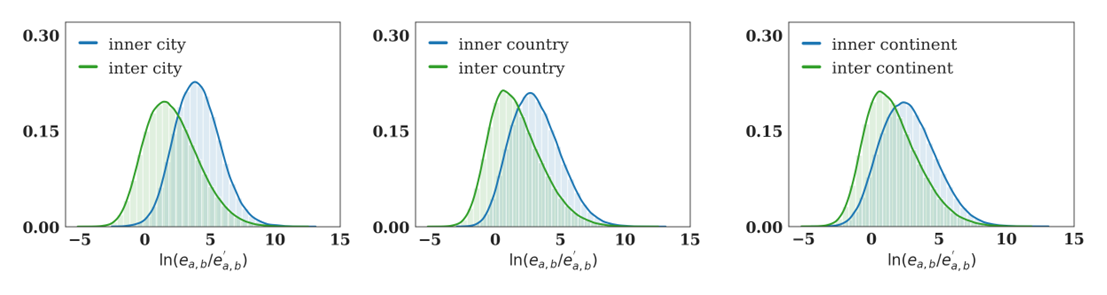 0.30
0.15
0.00
inner city
inter city
−5 0 5 10 15
ln(e_{a,b}/e'_{a,b})
0.30
0.15
0.00
inner country
inter country
−5 0 5 10 15
ln(e_{a,b}/e'_{a,b})
0.30
0.15
0.00
inner continent
inter continent
−5 0 5 10 15
ln(e_{a,b}/e'_{a,b})